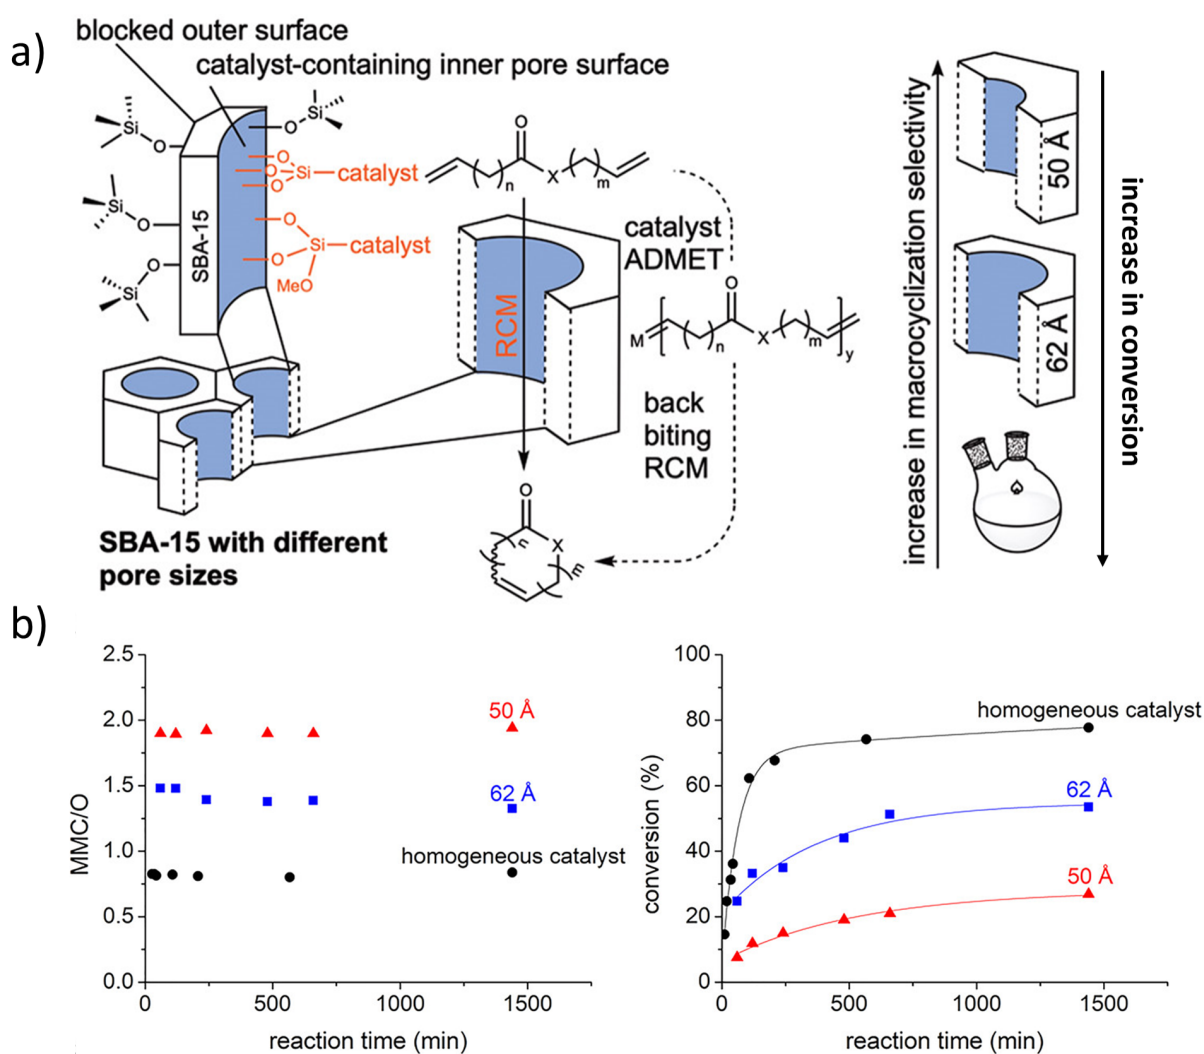 a)
blocked outer surface
catalyst-containing inner pore surface
Si
O
O
Si
Si
O
Si
O
SBA-15
O
O
O
Si
catalyst
O
O
Si
catalyst
MeO
O
n
X
m
catalyst
ADMET
RCM
O
M
n
X
m
y
back
biting
RCM
O
n
X
m
SBA-15 with different
pore sizes
increase in macrocyclization selectivity
50 Å
62 Å
increase in conversion
b)
2.5
2.0
1.5
1.0
0.5
0.0
MMC/O
50 Å
62 Å
homogeneous catalyst
0
500
1000
1500
reaction time (min)
100
80
60
40
20
0
conversion (%)
homogeneous catalyst
62 Å
50 Å
0
500
1000
1500
reaction time (min)